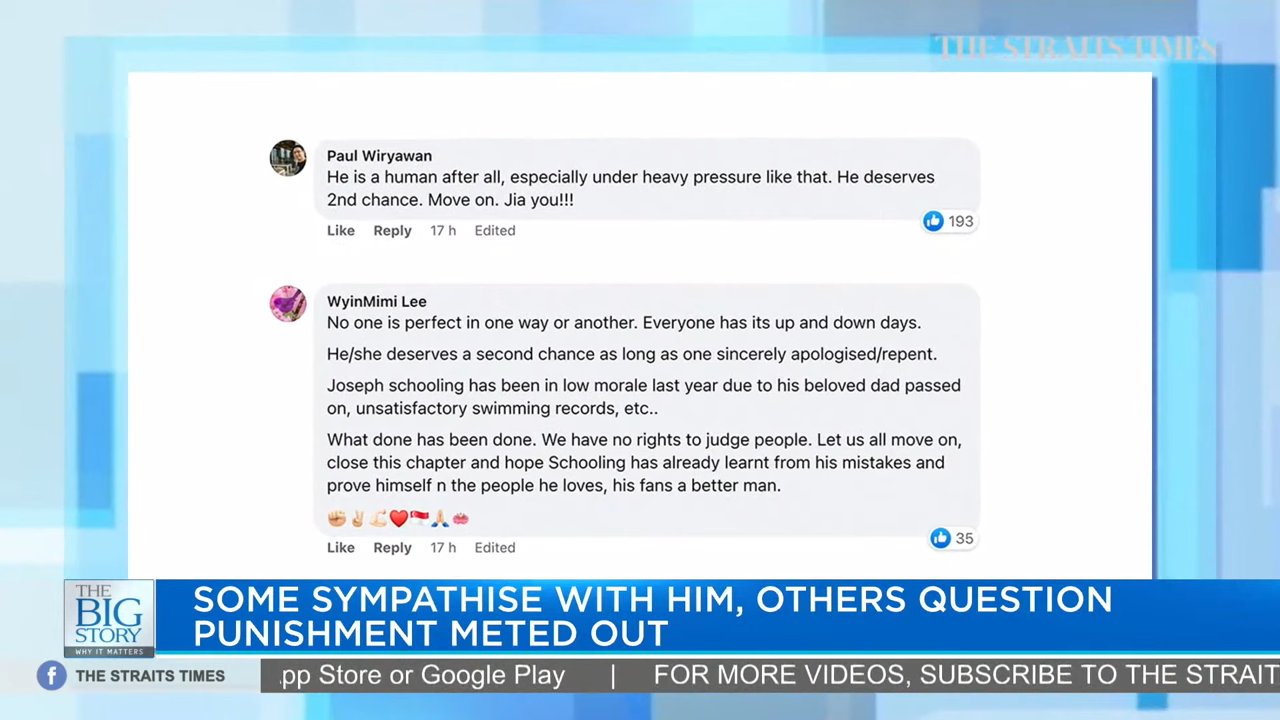 THE STRAITS TIMES
Paul Wiryawan
He is a human after all, especially under heavy pressure like that. He deserves
2nd chance. Move on. Jia you!!!
193
Like Reply 17 h Edited
WyinMimi Lee
No one is perfect in one way or another. Everyone has its up and down days.
He/she deserves a second chance as long as one sincerely apologised/repent.
Joseph schooling has been in low morale last year due to his beloved dad passed
on, unsatisfactory swimming records, etc..
What done has been done. We have no rights to judge people. Let us all move on,
close this chapter and hope Schooling has already learnt from his mistakes and
prove himself n the people he loves, his fans a better man.
✊🏼✌🏼💪🏻❤️🇸🇬🙏🏼🪷
35
Like Reply 17 h Edited
THE
BIG
STORY
WHY IT MATTERS
SOME SYMPATHISE WITH HIM, OTHERS QUESTION
PUNISHMENT METED OUT
f THE STRAITS TIMES
pp Store or Google Play | FOR MORE VIDEOS, SUBSCRIBE TO THE STRAIT